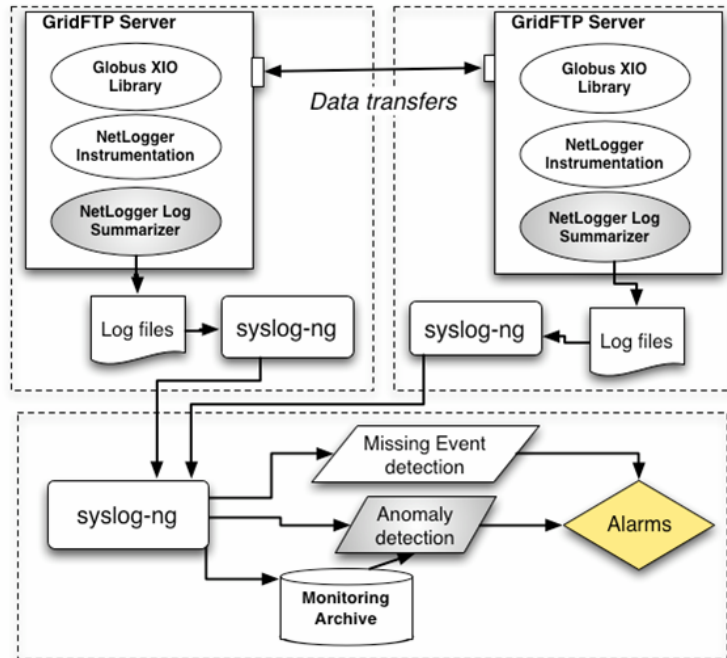 GridFTP Server
Globus XIO
Library
NetLogger
Instrumentation
NetLogger Log
Summarizer
Log files
syslog-ng
Data transfers
GridFTP Server
Globus XIO
Library
NetLogger
Instrumentation
NetLogger Log
Summarizer
syslog-ng
Log files
syslog-ng
Missing Event
detection
Anomaly
detection
Monitoring
Archive
Alarms